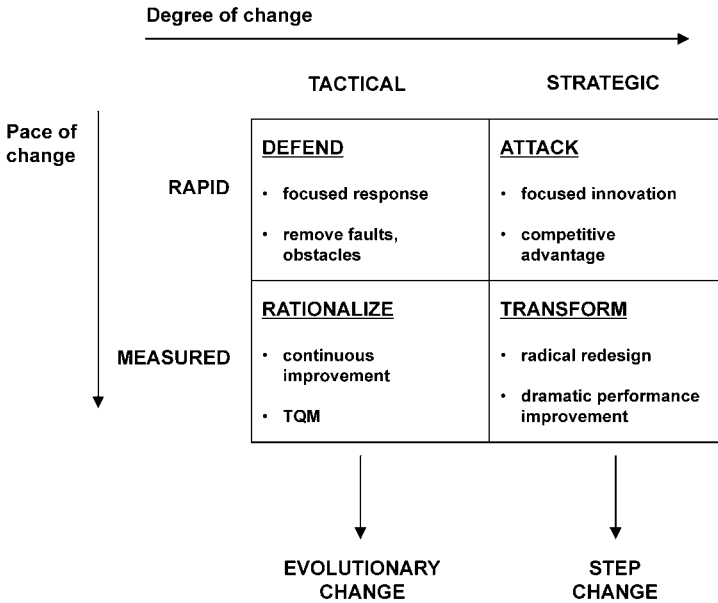 Degree of change
TACTICAL
STRATEGIC
Pace of
change
RAPID
DEFEND
• focused response
• remove faults,
obstacles
ATTACK
• focused innovation
• competitive
advantage
MEASURED
RATIONALIZE
• continuous
improvement
• TQM
TRANSFORM
• radical redesign
• dramatic performance
improvement
EVOLUTIONARY
CHANGE
STEP
CHANGE